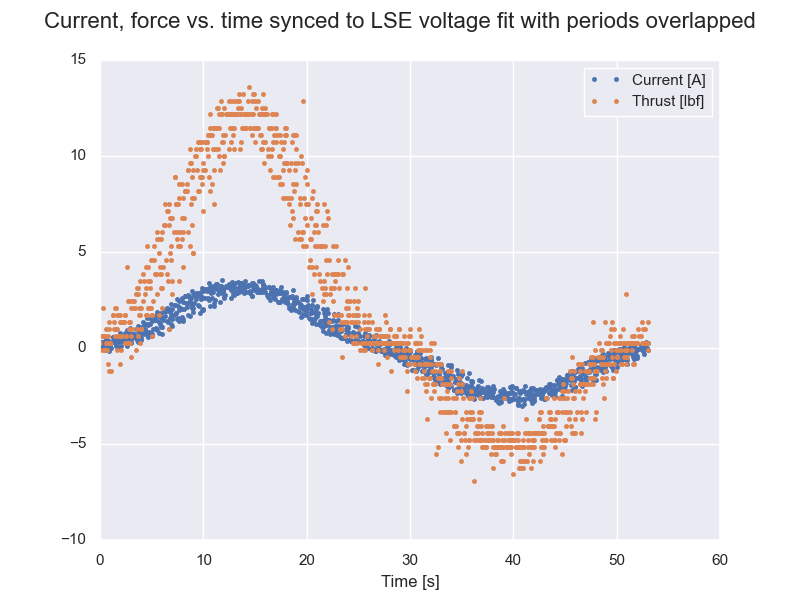 Current, force vs. time synced to LSE voltage fit with periods overlapped
15
Current [A]
Thrust [lbf]
10
5
0
−5
−10
0 10 20 30 40 50 60
Time [s]